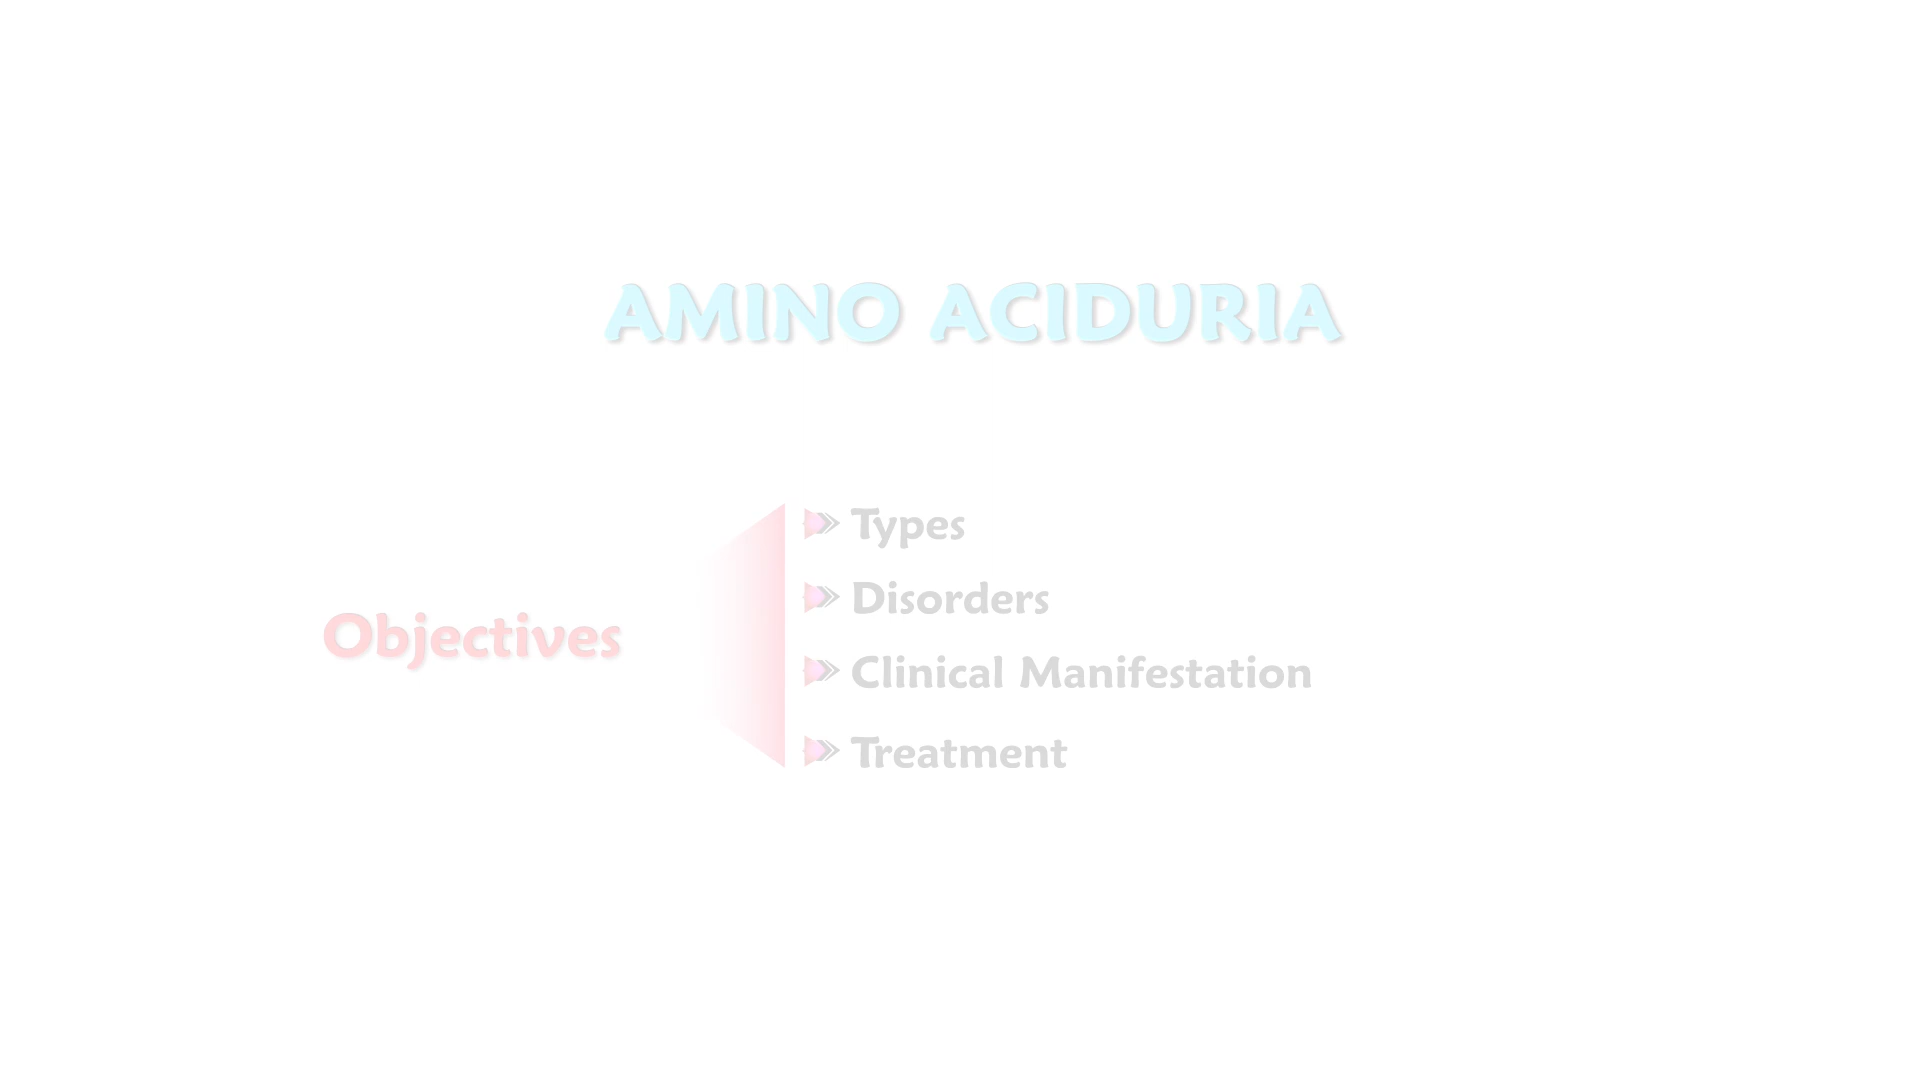 AMINO ACIDURIA
Objectives
Types
Disorders
Clinical Manifestation
Treatment